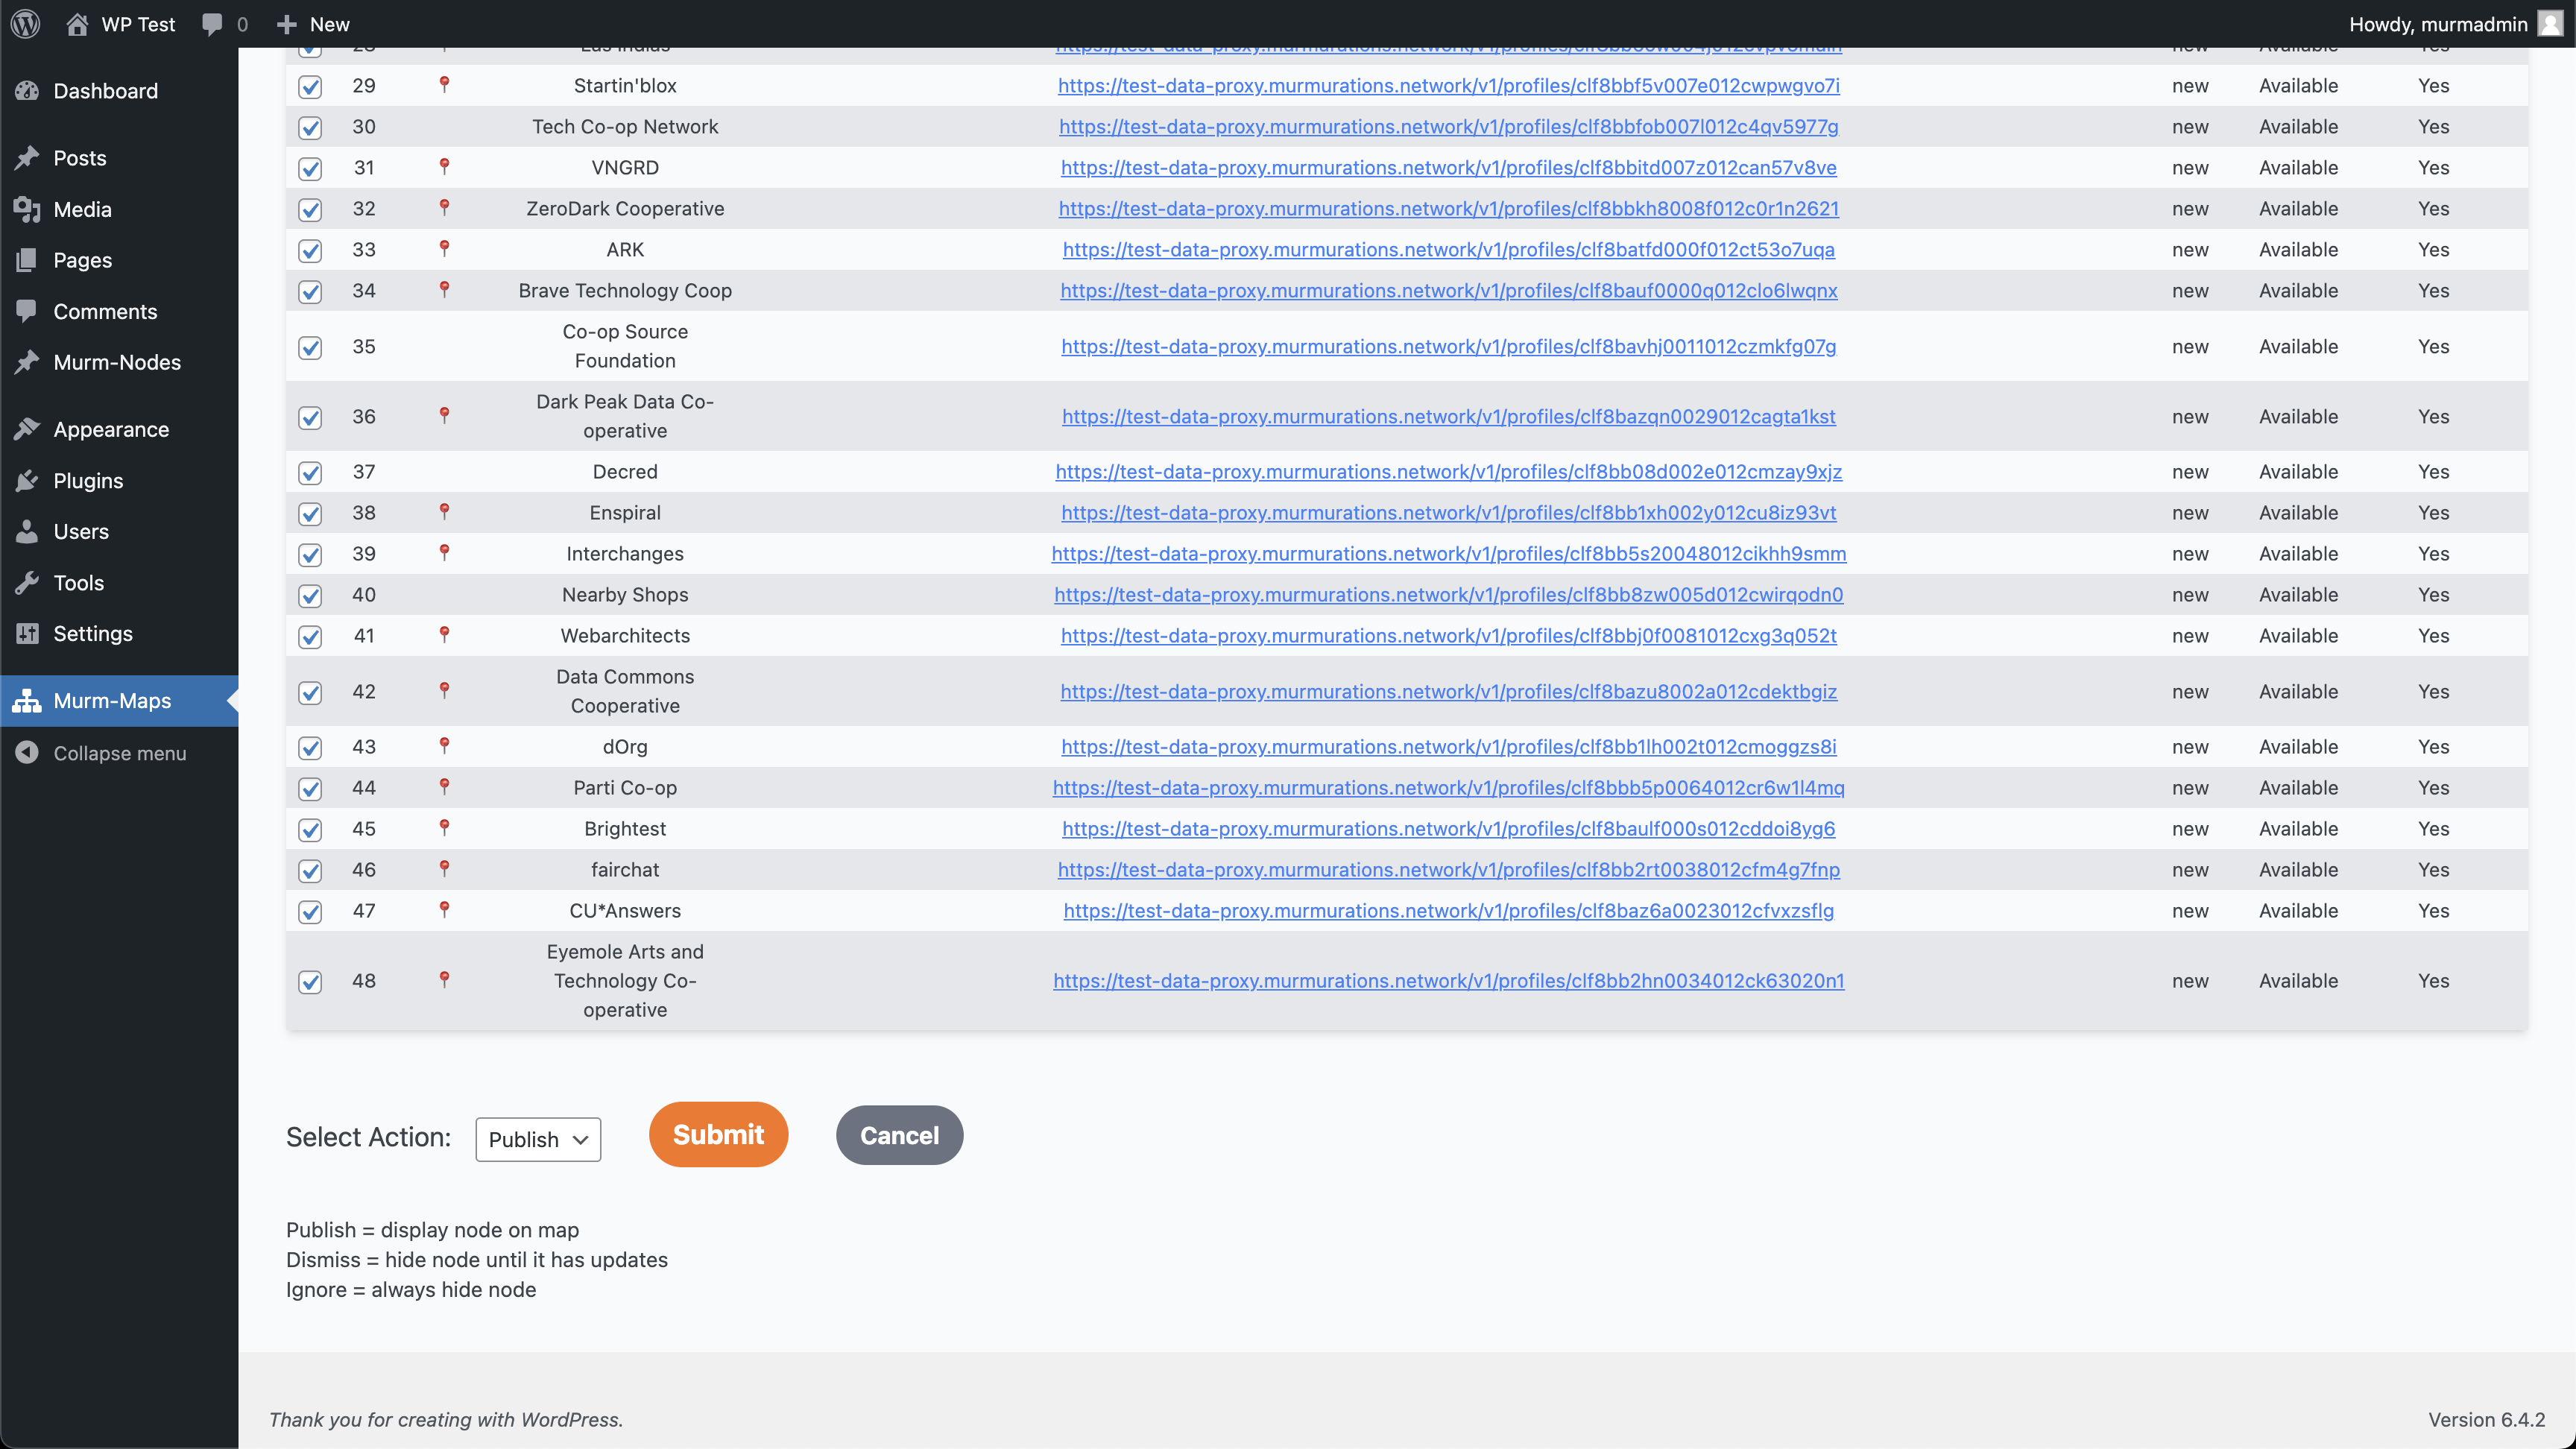 WP Test
0
New
Howdy, murmadmin
Dashboard
Posts
Media
Pages
Comments
Murm-Nodes
Appearance
Plugins
Users
Tools
Settings
Murm-Maps
Collapse menu
29 Startin'blox https://test-data-proxy.murmurations.network/v1/profiles/clf8bbf5v007e012cwpwgvo7i new Available Yes
30 Tech Co-op Network https://test-data-proxy.murmurations.network/v1/profiles/clf8bbfob007l012c4qv5977g new Available Yes
31 VNGRD https://test-data-proxy.murmurations.network/v1/profiles/clf8bbitd007z012can57v8ve new Available Yes
32 ZeroDark Cooperative https://test-data-proxy.murmurations.network/v1/profiles/clf8bbkh8008f012c0r1n2621 new Available Yes
33 ARK https://test-data-proxy.murmurations.network/v1/profiles/clf8batfd000f012ct53o7uqa new Available Yes
34 Brave Technology Coop https://test-data-proxy.murmurations.network/v1/profiles/clf8bauf0000q012clo6lwqnx new Available Yes
35 Co-op Source
Foundation https://test-data-proxy.murmurations.network/v1/profiles/clf8bavhj0011012czmkfg07g new Available Yes
36 Dark Peak Data Co-
operative https://test-data-proxy.murmurations.network/v1/profiles/clf8bazqn0029012cagta1kst new Available Yes
37 Decred https://test-data-proxy.murmurations.network/v1/profiles/clf8bb08d002e012cmzay9xjz new Available Yes
38 Enspiral https://test-data-proxy.murmurations.network/v1/profiles/clf8bb1xh002y012cu8iz93vt new Available Yes
39 Interchanges https://test-data-proxy.murmurations.network/v1/profiles/clf8bb5s20048012cikhh9smm new Available Yes
40 Nearby Shops https://test-data-proxy.murmurations.network/v1/profiles/clf8bb8zw005d012cwirqodn0 new Available Yes
41 Webarchitects https://test-data-proxy.murmurations.network/v1/profiles/clf8bbj0f0081012cxg3q052t new Available Yes
42 Data Commons
Cooperative https://test-data-proxy.murmurations.network/v1/profiles/clf8bazu8002a012cdektbgiz new Available Yes
43 dOrg https://test-data-proxy.murmurations.network/v1/profiles/clf8bb1lh002t012cmoggzs8i new Available Yes
44 Parti Co-op https://test-data-proxy.murmurations.network/v1/profiles/clf8bbb5p0064012cr6w1l4mq new Available Yes
45 Brightest https://test-data-proxy.murmurations.network/v1/profiles/clf8baulf000s012cddoi8yg6 new Available Yes
46 fairchat https://test-data-proxy.murmurations.network/v1/profiles/clf8bb2rt0038012cfm4g7fnp new Available Yes
47 CU*Answers https://test-data-proxy.murmurations.network/v1/profiles/clf8baz6a0023012cfvxzsflg new Available Yes
48 Eyemole Arts and
Technology Co-
operative https://test-data-proxy.murmurations.network/v1/profiles/clf8bb2hn0034012ck63020n1 new Available Yes
Select Action: Publish Submit Cancel
Publish = display node on map
Dismiss = hide node until it has updates
Ignore = always hide node
Thank you for creating with WordPress.
Version 6.4.2